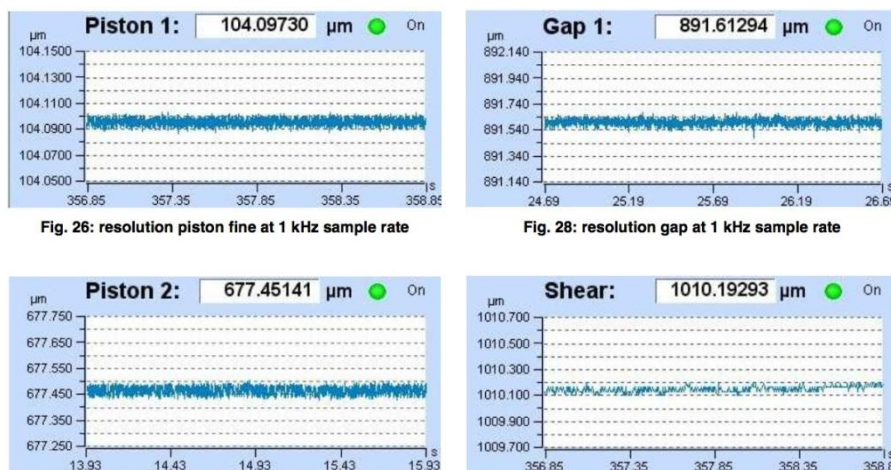 Piston 1: 104.09730 µm On
µm
104.1500
104.1300
104.1100
104.0900
104.0700
104.0500
356.85 357.35 357.85 358.35 358.85
s
Fig. 26: resolution piston fine at 1 kHz sample rate
Gap 1: 891.61294 µm On
µm
892.140
891.940
891.740
891.540
891.340
891.140
24.69 25.19 25.69 26.19 26.69
s
Fig. 28: resolution gap at 1 kHz sample rate
Piston 2: 677.45141 µm On
µm
677.750
677.550
677.450
677.350
677.250
13.93 14.43 14.93 15.43 15.93
s
Shear: 1010.19293 µm On
µm
1010.700
1010.500
1010.300
1010.100
1009.900
1009.700
356.85 357.35 357.85 358.35
s